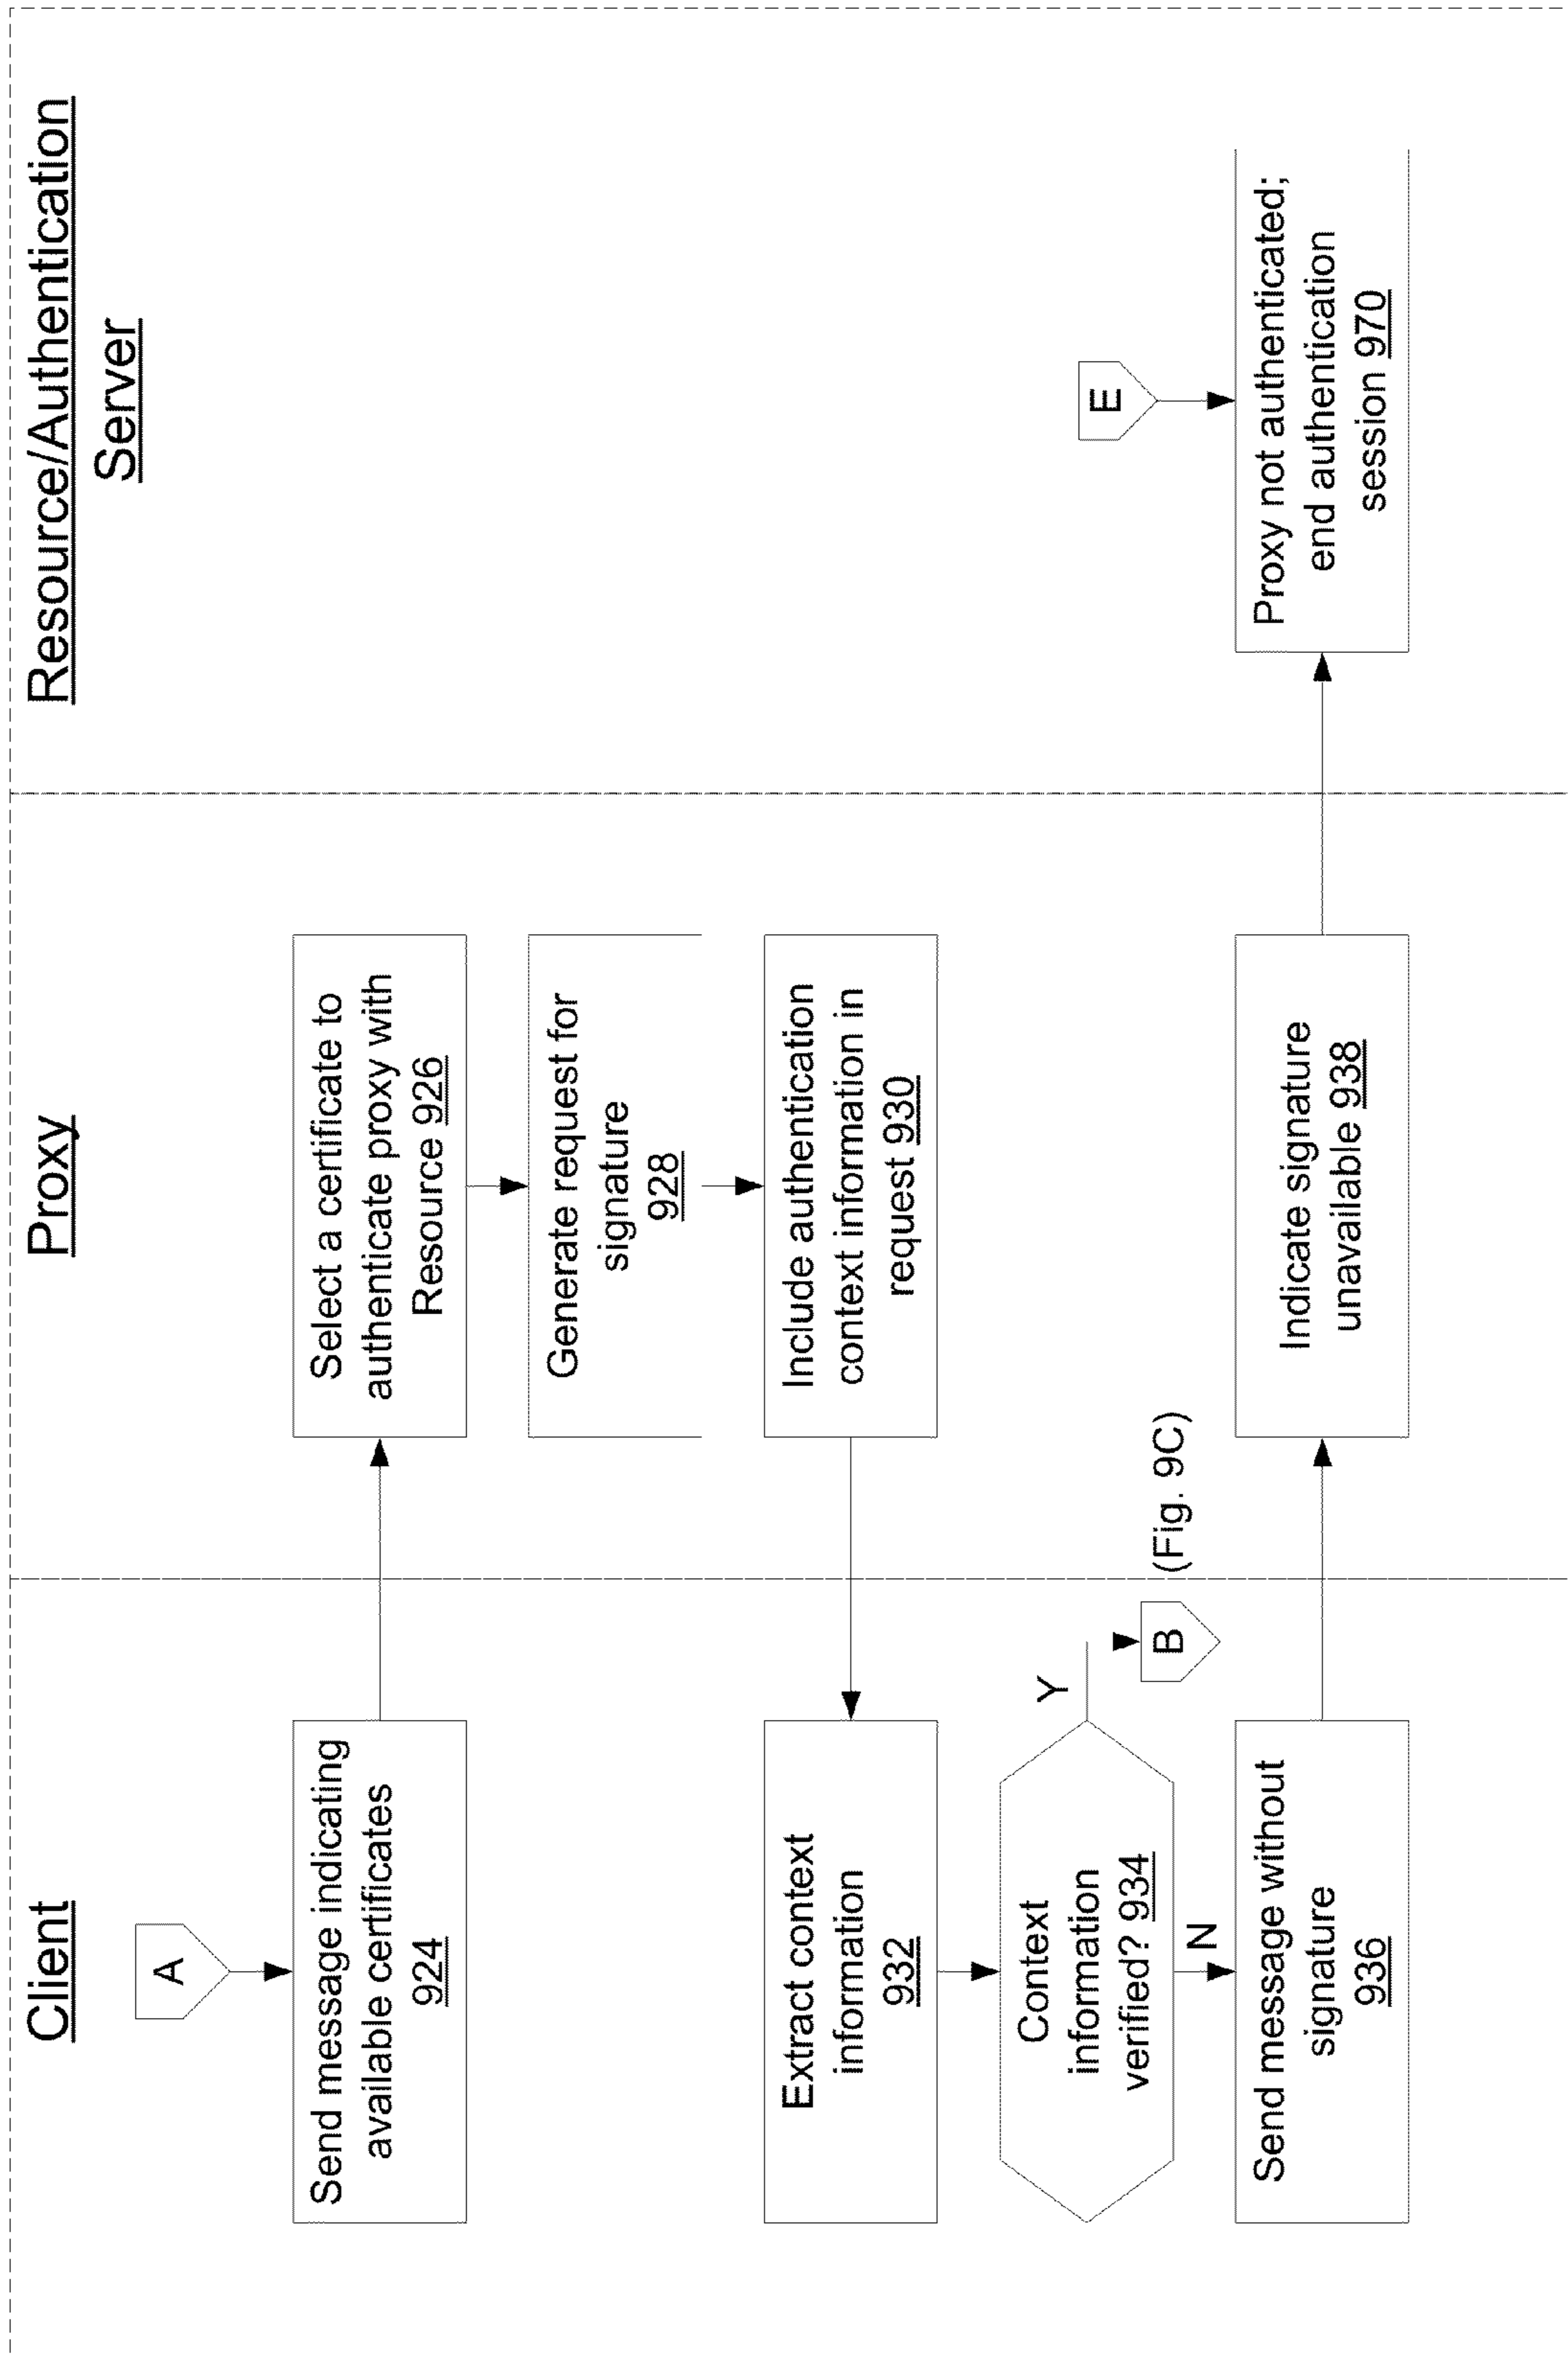 Client
Proxy
Resource/Authentication
Server
A
Send message indicating
available certificates
924
Select a certificate to
authenticate proxy with
Resource 926
Generate request for
signature
928
Include authentication
context information in
request 930
Extract context
information
932
Context
information
verified? 934
Y
B
(Fig. 9C)
N
Send message without
signature
936
Indicate signature
unavailable 938
E
Proxy not authenticated;
end authentication
session 970